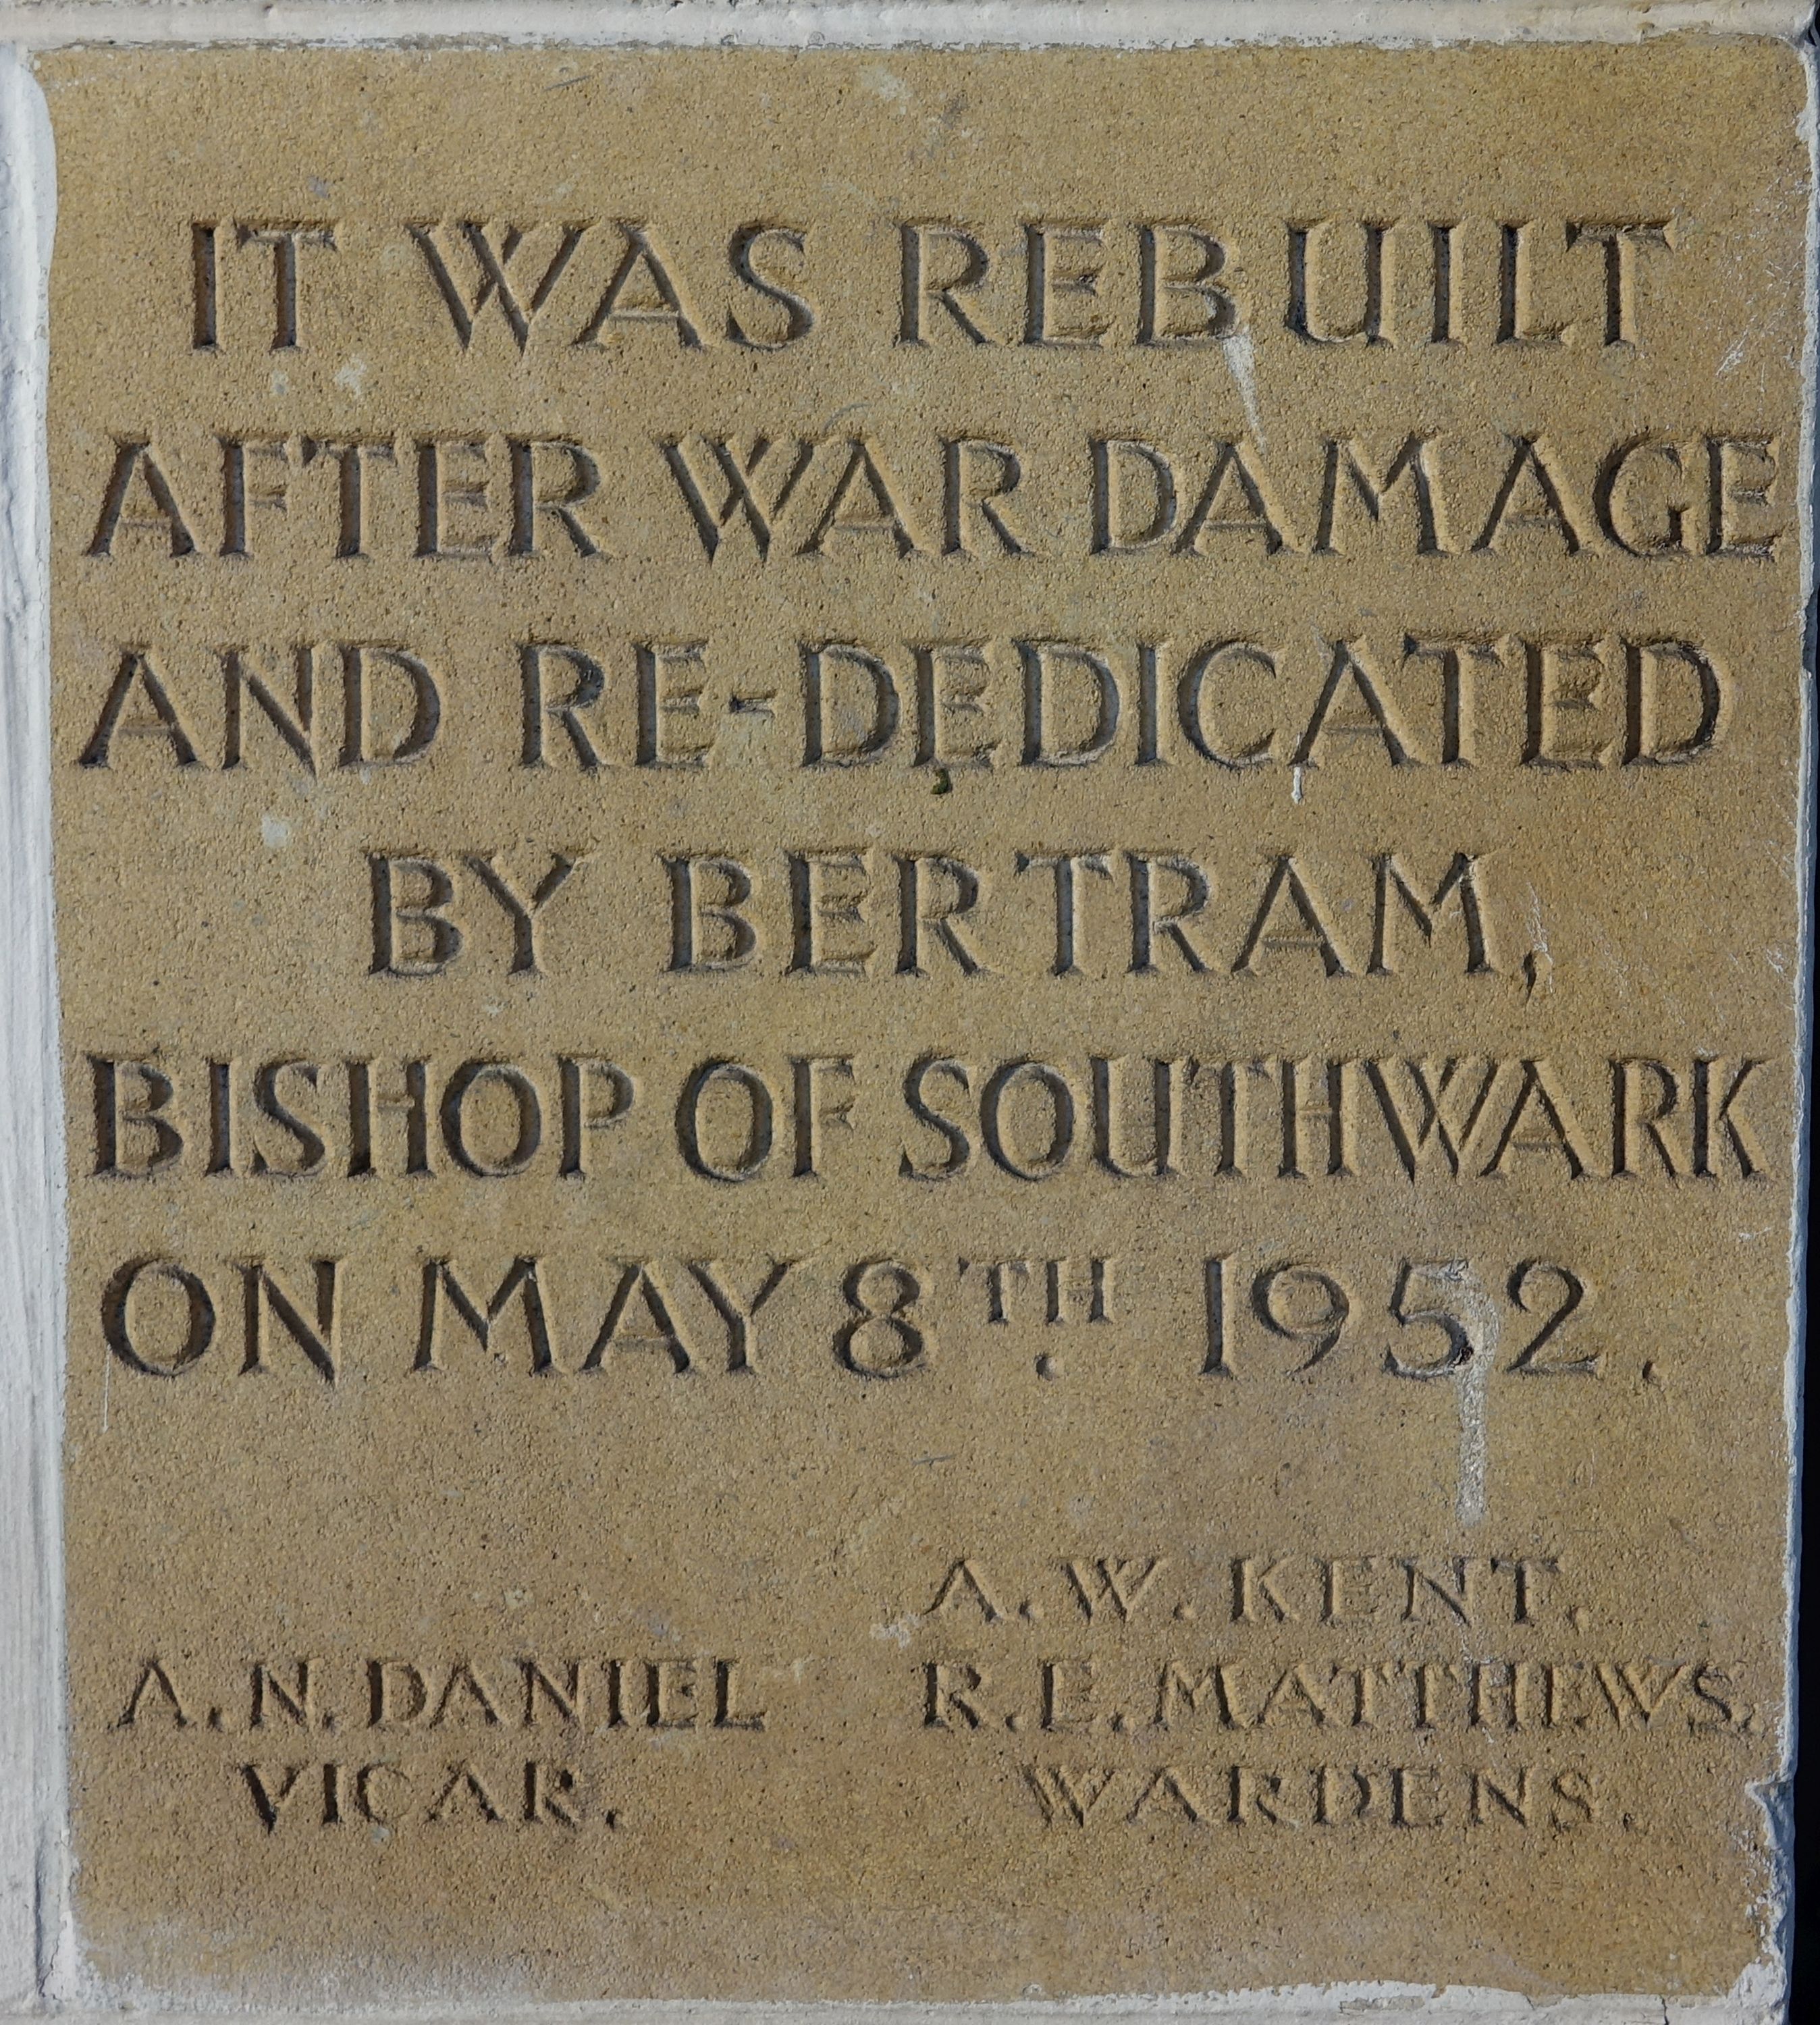 IT WAS REBUILT
AFTER WAR DAMAGE
AND RE-DEDICATED
BY BERTRAM,
BISHOP OF SOUTHWARK
ON MAY 8TH. 1952.
A. W. KENT.
A. N. DANIEL R. E. MATTHEWS.
VICAR. WARDENS.